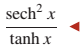 sech² x
tanh x